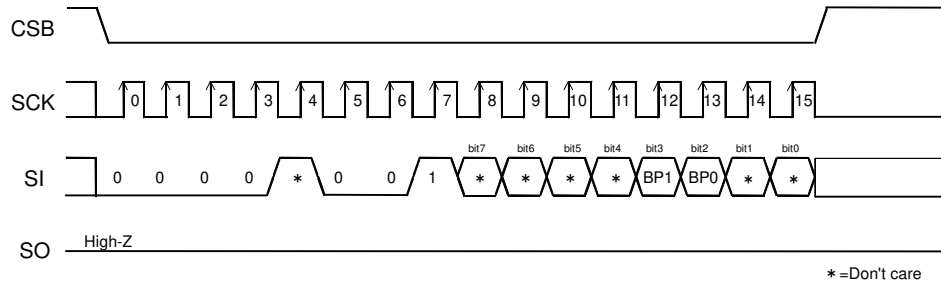 CSB
SCK 0 1 2 3 4 5 6 7 8 9 10 11 12 13 14 15
bit7 bit6 bit5 bit4 bit3 bit2 bit1 bit0
SI 0 0 0 0 * 0 0 1 * * * * BP1 BP0 * *
High-Z
SO
* =Don't care